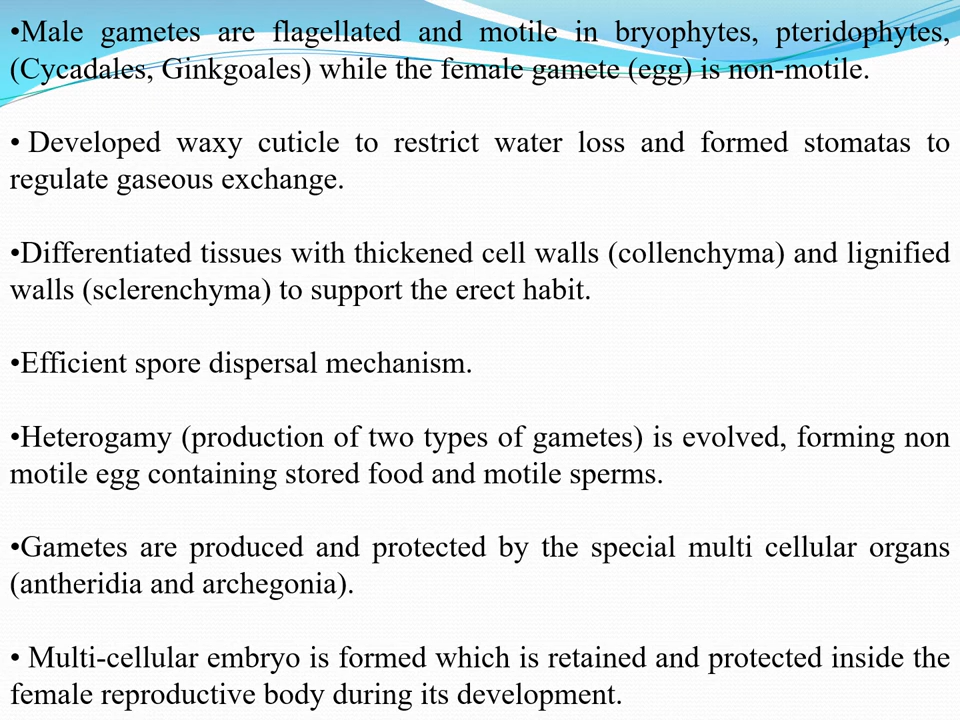 •Male gametes are flagellated and motile in bryophytes, pteridophytes,
(Cycadales, Ginkgoales) while the female gamete (egg) is non-motile.
• Developed waxy cuticle to restrict water loss and formed stomatas to
regulate gaseous exchange.
•Differentiated tissues with thickened cell walls (collenchyma) and lignified
walls (sclerenchyma) to support the erect habit.
•Efficient spore dispersal mechanism.
•Heterogamy (production of two types of gametes) is evolved, forming non
motile egg containing stored food and motile sperms.
•Gametes are produced and protected by the special multi cellular organs
(antheridia and archegonia).
• Multi-cellular embryo is formed which is retained and protected inside the
female reproductive body during its development.